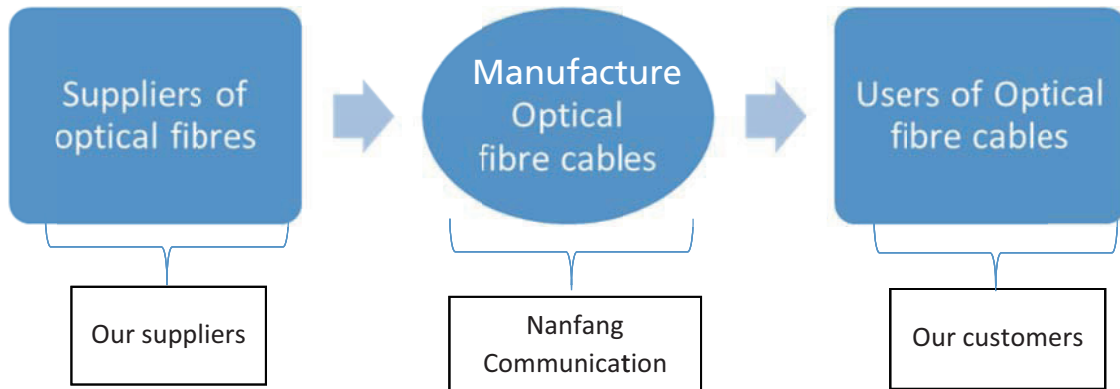 Suppliers of
optical fibres
Manufacture
Optical
fibre cables
Users of Optical
fibre cables
Our suppliers
Nanfang
Communication
Our customers